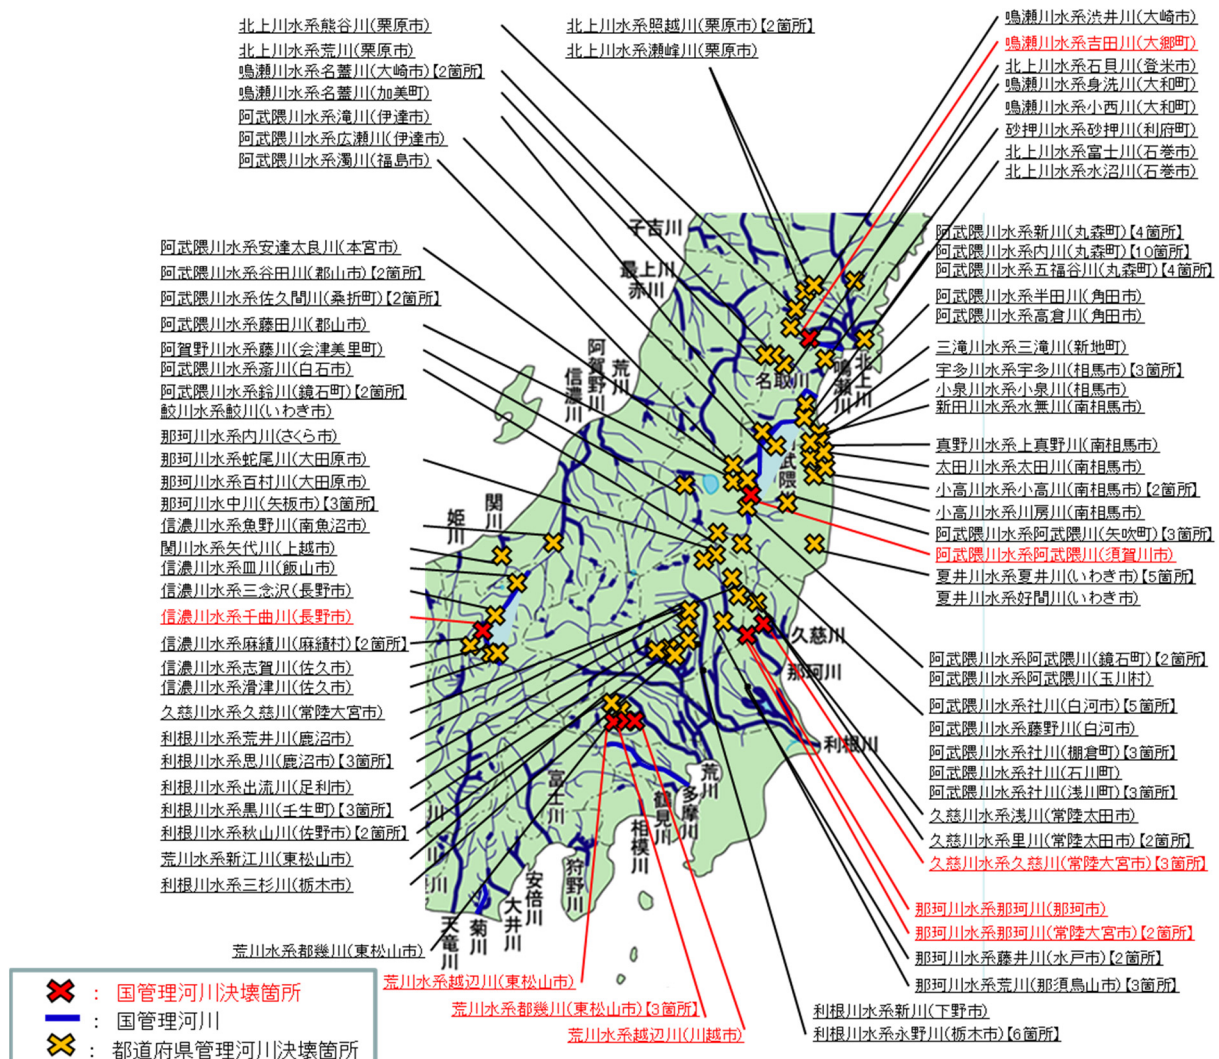 北上川水系熊谷川(栗原市)
北上川水系荒川(栗原市)
鳴瀬川水系名蓋川(大崎市)【2箇所】
鳴瀬川水系名蓋川(加美町)
阿武隈川水系滝川(伊達市)
阿武隈川水系広瀬川(伊達市)
阿武隈川水系濁川(福島市)
北上川水系照越川(栗原市)【2箇所】
北上川水系瀬峰川(栗原市)
鳴瀬川水系渋井川(大崎市)
鳴瀬川水系吉田川(大郷町)
北上川水系石貝川(登米市)
鳴瀬川水系身洗川(大和町)
鳴瀬川水系小西川(大和町)
砂押川水系砂押川(利府町)
北上川水系富士川(石巻市)
北上川水系水沼川(石巻市)
阿武隈川水系安達太良川(本宮市)
阿武隈川水系谷田川(郡山市)【2箇所】
阿武隈川水系佐久間川(桑折町)【2箇所】
阿武隈川水系藤田川(郡山市)
阿賀野川水系藤川(会津美里町)
阿武隈川水系斎川(白石市)
阿武隈川水系鈴川(鏡石町)【2箇所】
鮫川水系鮫川(いわき市)
那珂川水系内川(さくら市)
那珂川水系蛇尾川(大田原市)
那珂川水系百村川(大田原市)
那珂川水系中川(矢板市)【3箇所】
信濃川水系魚野川(南魚沼市)
関川水系矢代川(上越市)
信濃川水系皿川(飯山市)
信濃川水系三念沢(長野市)
信濃川水系千曲川(長野市)
信濃川水系麻績川(麻績村)【2箇所】
信濃川水系志賀川(佐久市)
信濃川水系滑津川(佐久市)
久慈川水系久慈川(常陸大宮市)
利根川水系荒井川(鹿沼市)
利根川水系思川(鹿沼市)【3箇所】
利根川水系出流川(足利市)
利根川水系黒川(壬生町)【3箇所】
利根川水系秋山川(佐野市)【2箇所】
荒川水系新江川(東松山市)
利根川水系三杉川(栃木市)
荒川水系都幾川(東松山市)
子吉川
最上川
赤川
荒川
阿賀野川
信濃川
関川
姫川
名取川
鳴瀬川
北上川
武隈
久慈川
那珂川
利根川
荒川
多摩川
鶴見川
相模川
富士川
狩野川
安倍川
大井川
菊川
天竜川
川
川
川
阿武隈川水系新川(丸森町)【4箇所】
阿武隈川水系内川(丸森町)【10箇所】
阿武隈川水系五福谷川(丸森町)【4箇所】
阿武隈川水系半田川(角田市)
阿武隈川水系高倉川(角田市)
三滝川水系三滝川(新地町)
宇多川水系宇多川(相馬市)【3箇所】
小泉川水系小泉川(相馬市)
新田川水系水無川(南相馬市)
真野川水系上真野川(南相馬市)
太田川水系太田川(南相馬市)
小高川水系小高川(南相馬市)【2箇所】
小高川水系川房川(南相馬市)
阿武隈川水系阿武隈川(矢吹町)【3箇所】
阿武隈川水系阿武隈川(須賀川市)
夏井川水系夏井川(いわき市)【5箇所】
夏井川水系好間川(いわき市)
阿武隈川水系阿武隈川(鏡石町)【2箇所】
阿武隈川水系阿武隈川(玉川村)
阿武隈川水系社川(白河市)【5箇所】
阿武隈川水系藤野川(白河市)
阿武隈川水系社川(棚倉町)【3箇所】
阿武隈川水系社川(石川町)
阿武隈川水系社川(浅川町)【3箇所】
久慈川水系浅川(常陸太田市)
久慈川水系里川(常陸太田市)【2箇所】
久慈川水系久慈川(常陸大宮市)【3箇所】
那珂川水系那珂川(那珂市)
那珂川水系那珂川(常陸大宮市)【2箇所】
那珂川水系藤井川(水戸市)【2箇所】
那珂川水系荒川(那須烏山市)【3箇所】
利根川水系新川(下野市)
利根川水系永野川(栃木市)【6箇所】
荒川水系越辺川(東松山市)
荒川水系都幾川(東松山市)【3箇所】
荒川水系越辺川(川越市)
: 国管理河川決壊箇所
: 国管理河川
: 都道府県管理河川決壊箇所